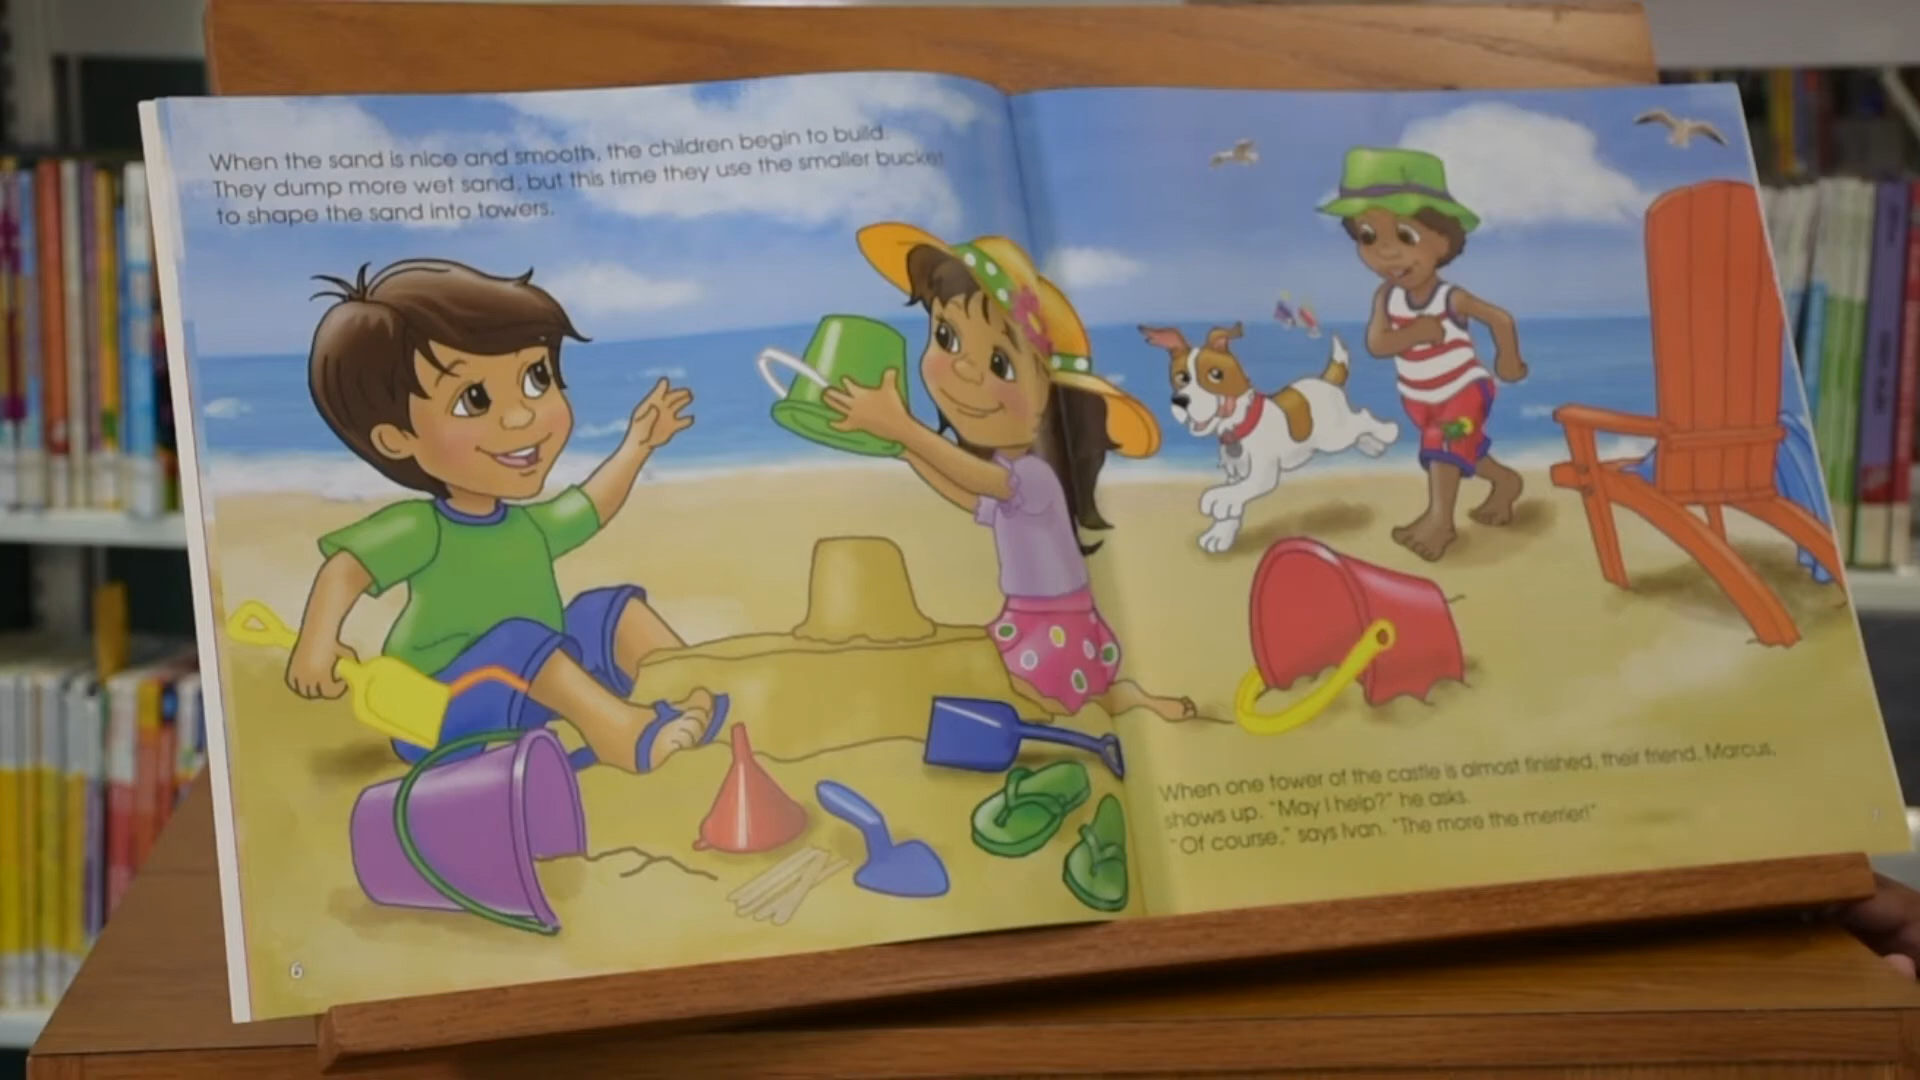 When the sand is nice and smooth, the children begin to build.
They dump more wet sand, but this time they use the smaller bucket
to shape the sand into towers.
When one tower of the castle is almost finished, their friend, Marcus,
shows up. "May I help?" he asks.
"Of course," says Ivan. "The more the merrier!"
6
7